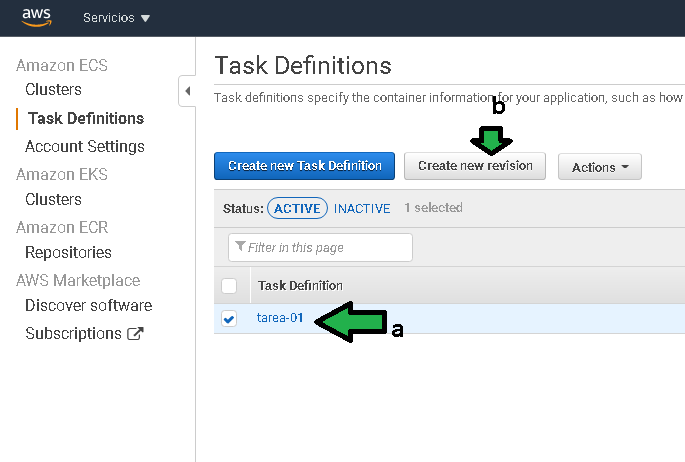 aws Servicios
Amazon ECS
Clusters
Task Definitions
Account Settings
Amazon EKS
Clusters
Amazon ECR
Repositories
AWS Marketplace
Discover software
Subscriptions
Task Definitions
Task definitions specify the container information for your application, such as how
b
Create new Task Definition Create new revision Actions
Status: ACTIVE INACTIVE 1 selected
Filter in this page
Task Definition
tarea-01
a